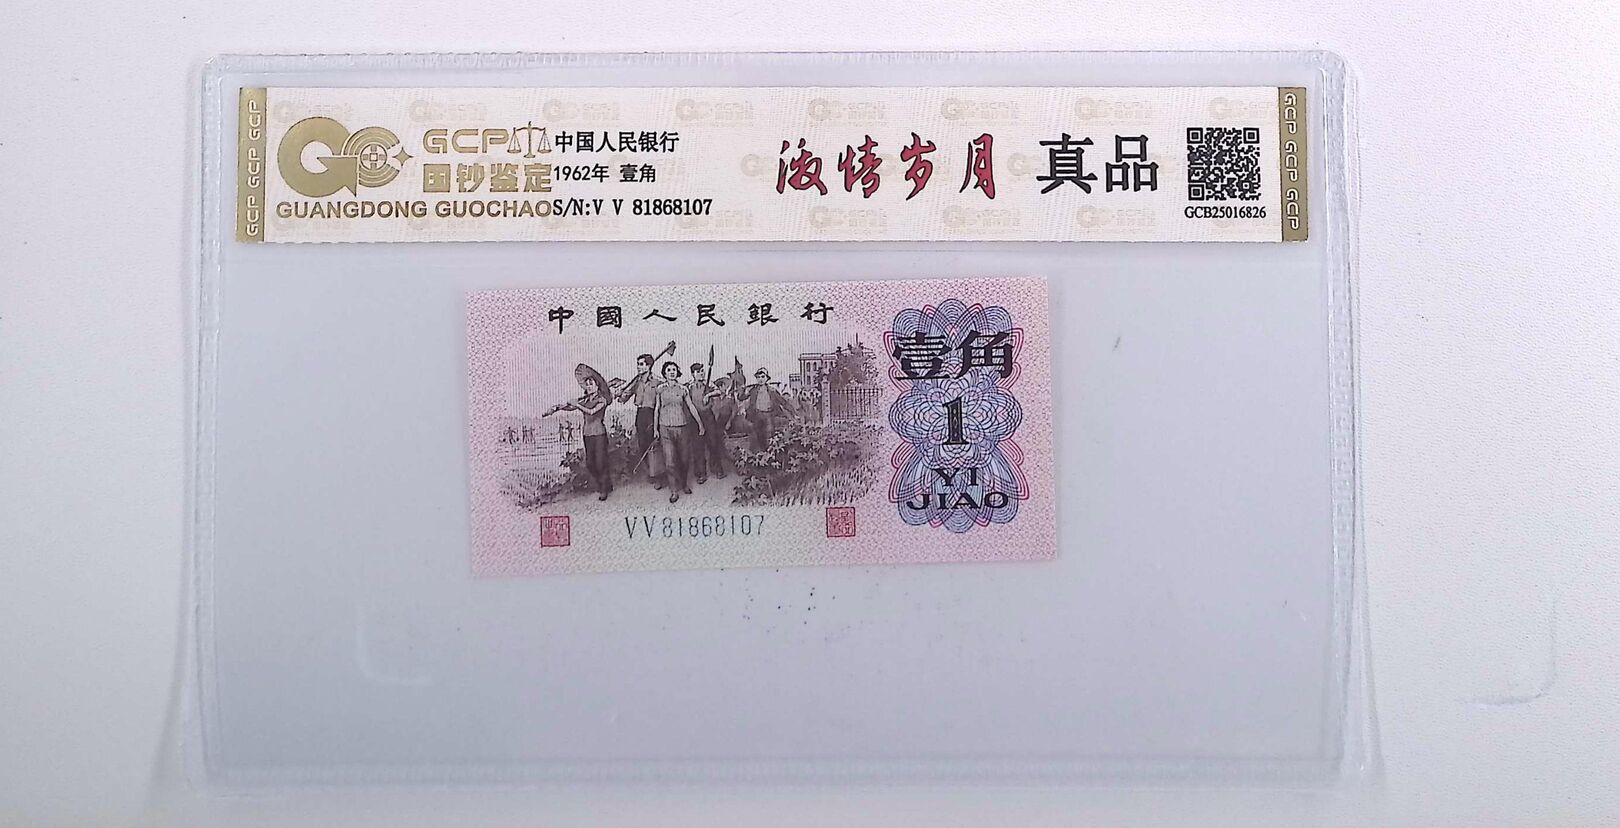 GCP GCP GCP
GCP
国钞鉴定
GUANGDONG GUOCHAO
中国人民银行
1962年 壹角
S/N:V V 81868107
激情岁月
真品
GCB25016826
GCP GCP GCP
中國人民銀行
壹角
1
YI
JIAO
VV81868107